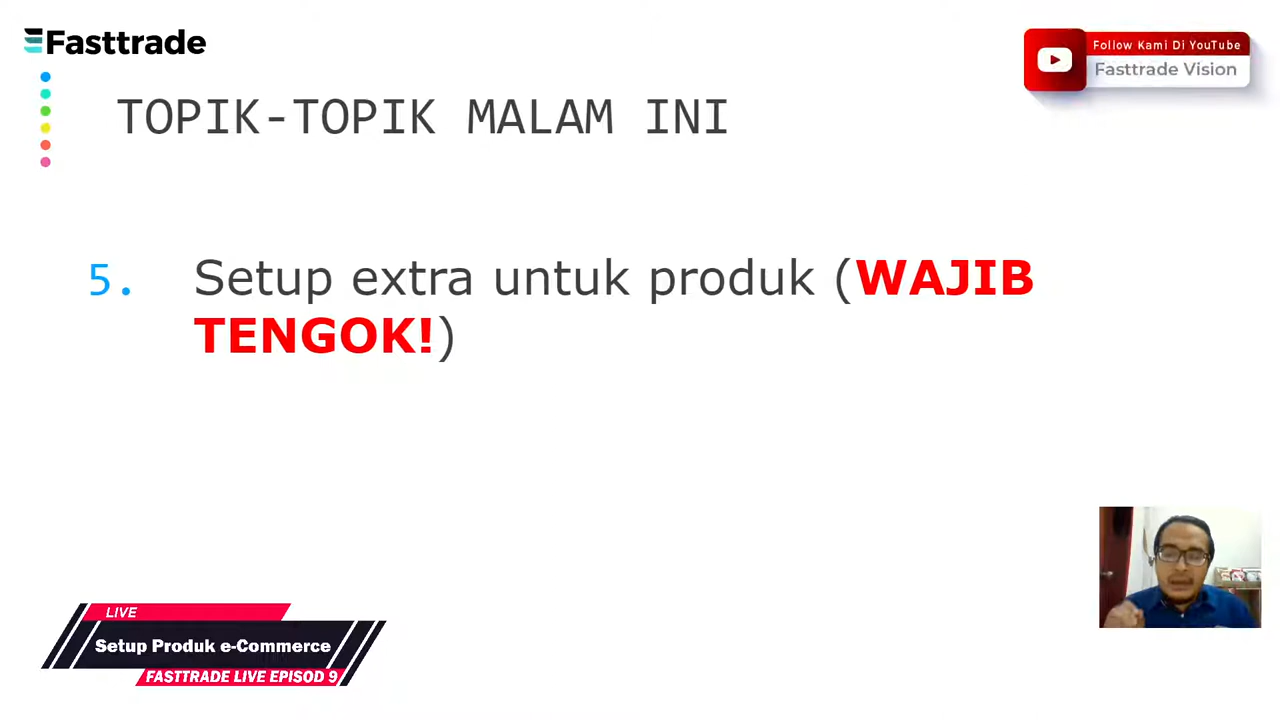 Fasttrade
Follow Kami Di YouTube
Fasttrade Vision
TOPIK-TOPIK MALAM INI
5. Setup extra untuk produk (WAJIB
TENGOK!)
LIVE
Setup Produk e-Commerce
FASTTRADE LIVE EPISOD 9